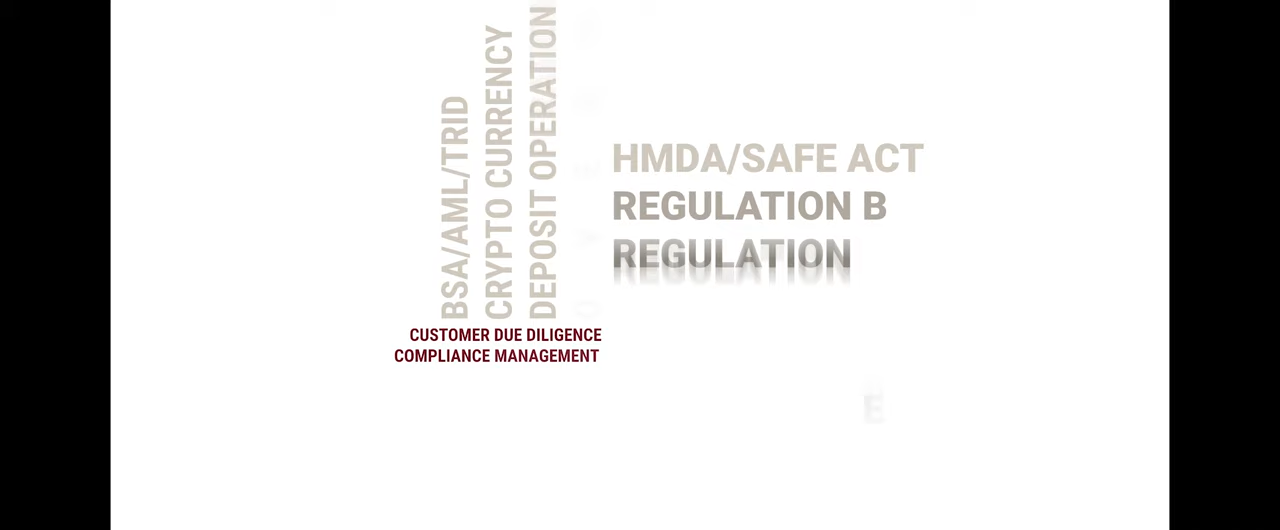 BSA/AML/TRID
CRYPTO CURRENCY
DEPOSIT OPERATION
HMDA/SAFE ACT
REGULATION B
REGULATION
CUSTOMER DUE DILIGENCE
COMPLIANCE MANAGEMENT
E